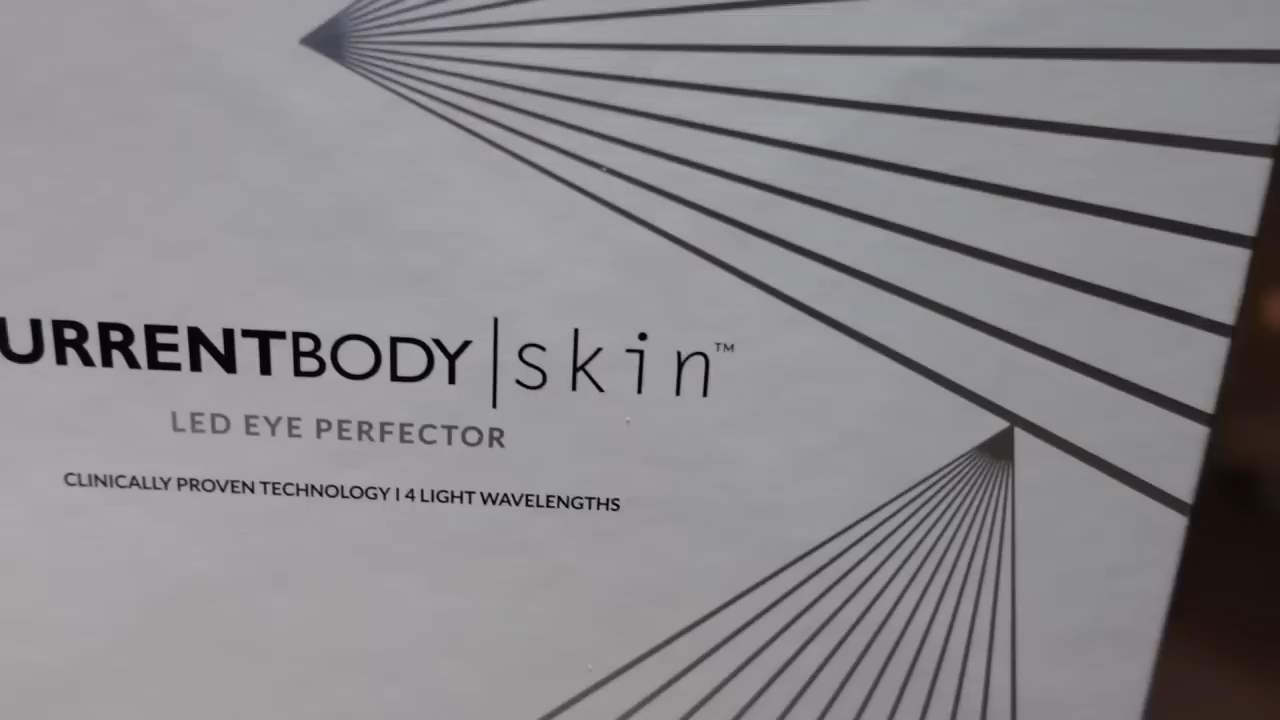 URRENTBODY|skin™
LED EYE PERFECTOR
CLINICALLY PROVEN TECHNOLOGY I 4 LIGHT WAVELENGTHS